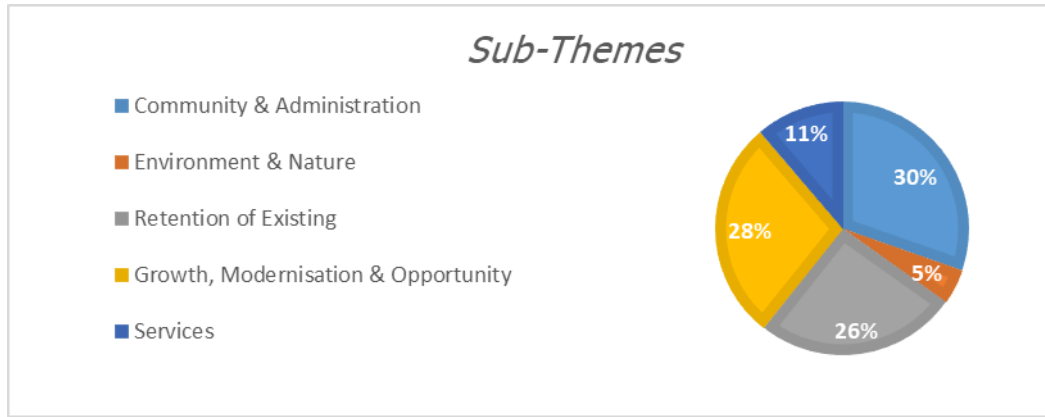 Sub-Themes
Community & Administration
Environment & Nature
Retention of Existing
Growth, Modernisation & Opportunity
Services
11%
30%
28%
5%
26%